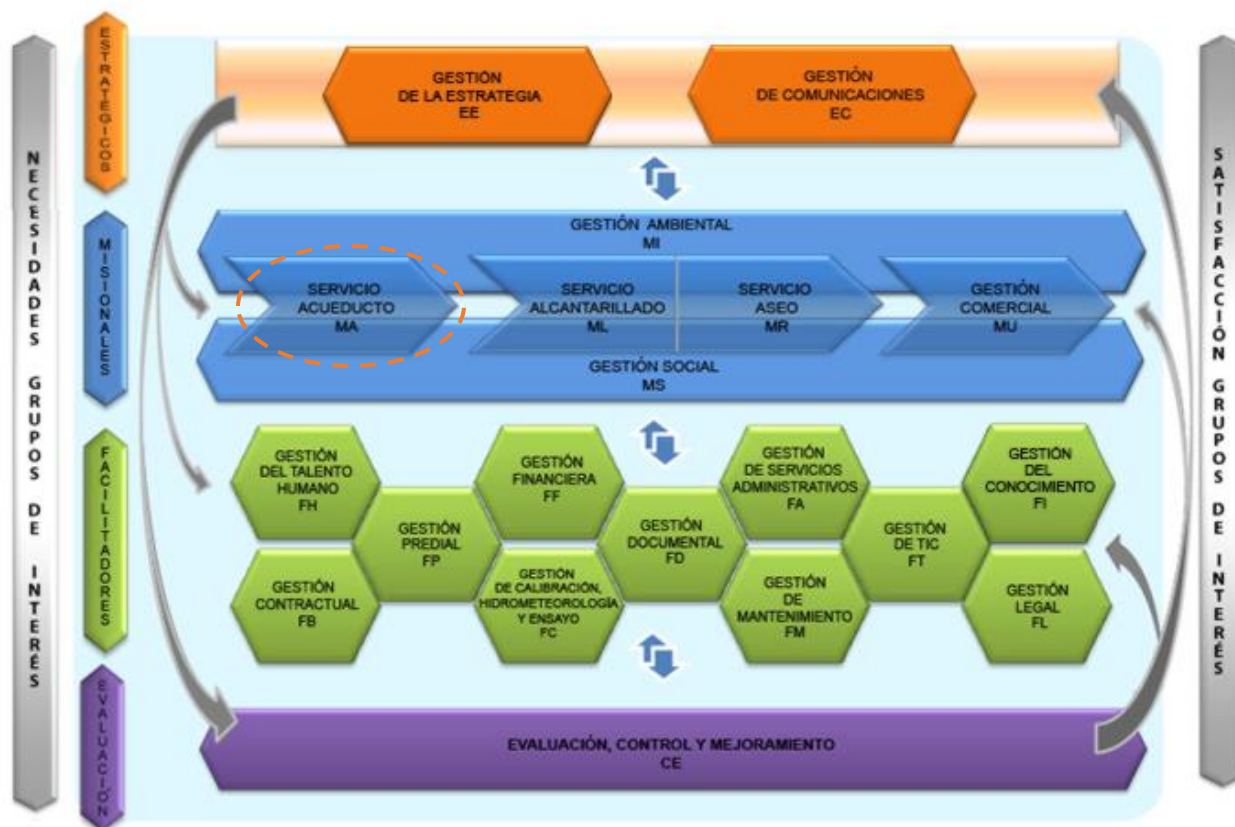 NECESIDADES GRUPOS DE INTERÉS
ESTRATÉGICOS
GESTIÓN
DE LA ESTRATEGIA
EE
GESTIÓN
DE COMUNICACIONES
EC
MISIONALES
GESTIÓN AMBIENTAL
MI
SERVICIO
ACUEDUCTO
MA
SERVICIO
ALCANTARILLADO
ML
SERVICIO
ASEO
MR
GESTIÓN
COMERCIAL
MU
GESTIÓN SOCIAL
MS
FACILITADORES
GESTIÓN
DEL TALENTO
HUMANO
FH
GESTIÓN
PREDIAL
FP
GESTIÓN
FINANCIERA
FF
GESTIÓN
DOCUMENTAL
FD
GESTIÓN
DE SERVICIOS
ADMINISTRATIVOS
FA
GESTIÓN
DE TIC
FT
GESTIÓN
DEL
CONOCIMIENTO
FI
GESTIÓN
CONTRACTUAL
FB
GESTIÓN
DE CALIBRACIÓN,
HIDROMETEOROLOGÍA
Y ENSAYO
FC
GESTIÓN
DE
MANTENIMIENTO
FM
GESTIÓN
LEGAL
FL
EVALUACIÓN
EVALUACIÓN, CONTROL Y MEJORAMIENTO
CE
SATISFACCIÓN GRUPOS DE INTERÉS